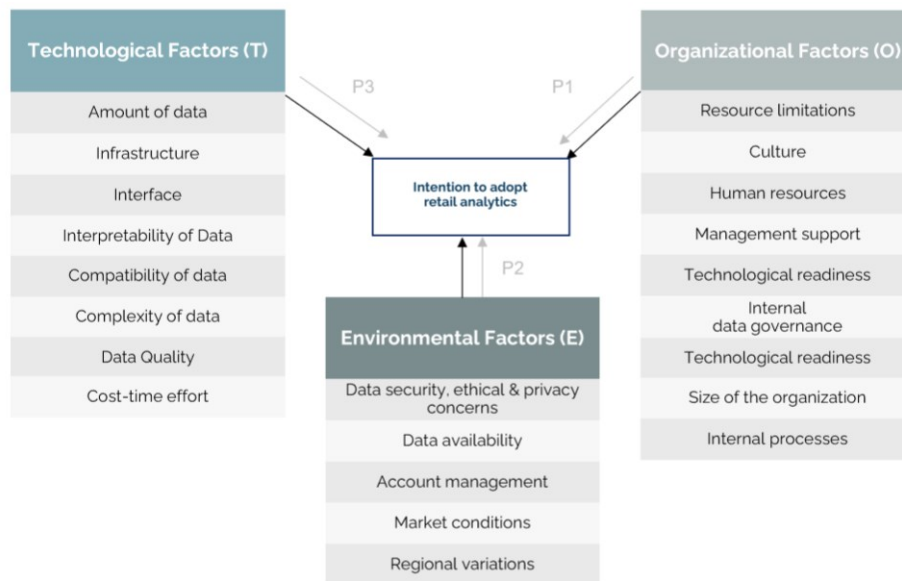 Technological Factors (T)
Amount of data
Infrastructure
Interface
Interpretability of Data
Compatibility of data
Complexity of data
Data Quality
Cost-time effort
P3
P1
Intention to adopt
retail analytics
P2
Organizational Factors (O)
Resource limitations
Culture
Human resources
Management support
Technological readiness
Internal
data governance
Technological readiness
Size of the organization
Internal processes
Environmental Factors (E)
Data security, ethical & privacy
concerns
Data availability
Account management
Market conditions
Regional variations